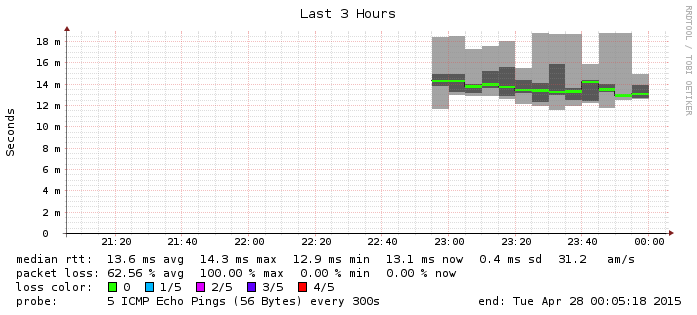 Last 3 Hours
RRDTOOL / TOBI OETIKER
Seconds
18 m
16 m
14 m
12 m
10 m
8 m
6 m
4 m
2 m
0
21:20 21:40 22:00 22:20 22:40 23:00 23:20 23:40 00:00
median rtt: 13.6 ms avg 14.3 ms max 12.9 ms min 13.1 ms now 0.4 ms sd 31.2 am/s
packet loss: 62.56 % avg 100.00 % max 0.00 % min 0.00 % now
loss color: 0 1/5 2/5 3/5 4/5
probe: 5 ICMP Echo Pings (56 Bytes) every 300s end: Tue Apr 28 00:05:18 2015